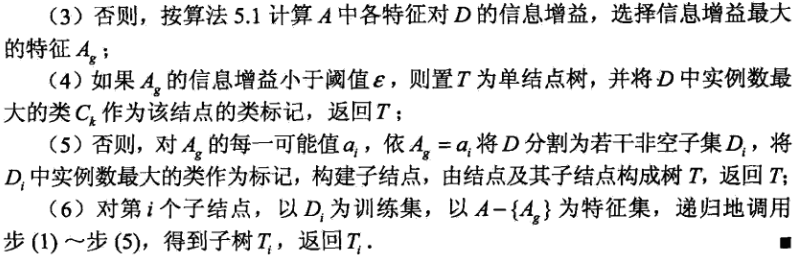 （3）否则，按算法 5.1 计算 A 中各特征对 D 的信息增益，选择信息增益最大
的特征 A_g；
（4）如果 A_g 的信息增益小于阈值 ε，则置 T 为单结点树，并将 D 中实例数最
大的类 C_k 作为该结点的类标记，返回 T；
（5）否则，对 A_g 的每一可能值 a_i，依 A_g = a_i 将 D 分割为若干非空子集 D_i，将
D_i 中实例数最大的类作为标记，构建子结点，由结点及其子结点构成树 T，返回 T；
（6）对第 i 个子结点，以 D_i 为训练集，以 A－{A_g} 为特征集，递归地调用
步 (1) ～步 (5)，得到子树 T_i，返回 T_i． ■